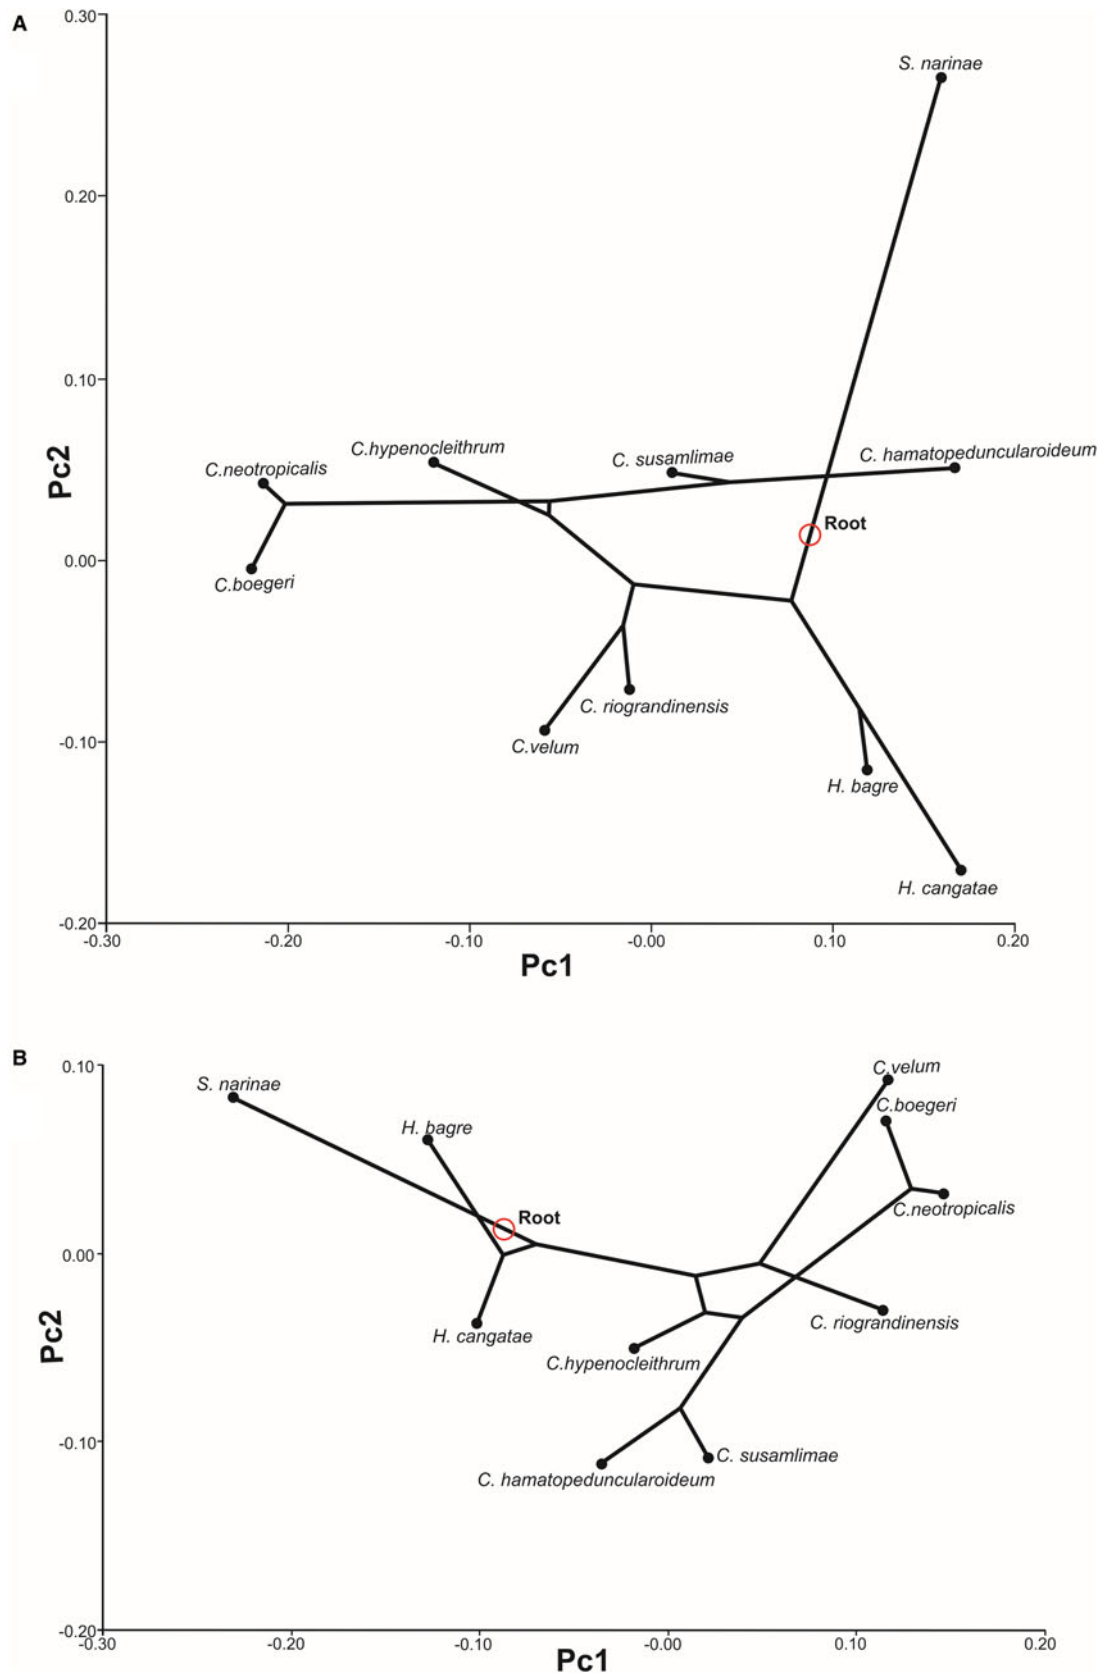 A
0.30
S. narinae
0.20
0.10
Pc2
C.hypenocleithrum
C. susamlimae
C. hamatopeduncularoideum
C.neotropicalis
Root
0.00
C.boegeri
C. riograndinensis
-0.10
C.velum
H. bagre
H. cangatae
-0.20
-0.30 -0.20 -0.10 -0.00 0.10 0.20
Pc1
B
0.10
C.velum
S. narinae
C.boegeri
H. bagre
C.neotropicalis
Root
0.00
C. riograndinensis
H. cangatae
Pc2
C.hypenocleithrum
-0.10
C. susamlimae
C. hamatopeduncularoideum
-0.20
-0.30 -0.20 -0.10 -0.00 0.10 0.20
Pc1